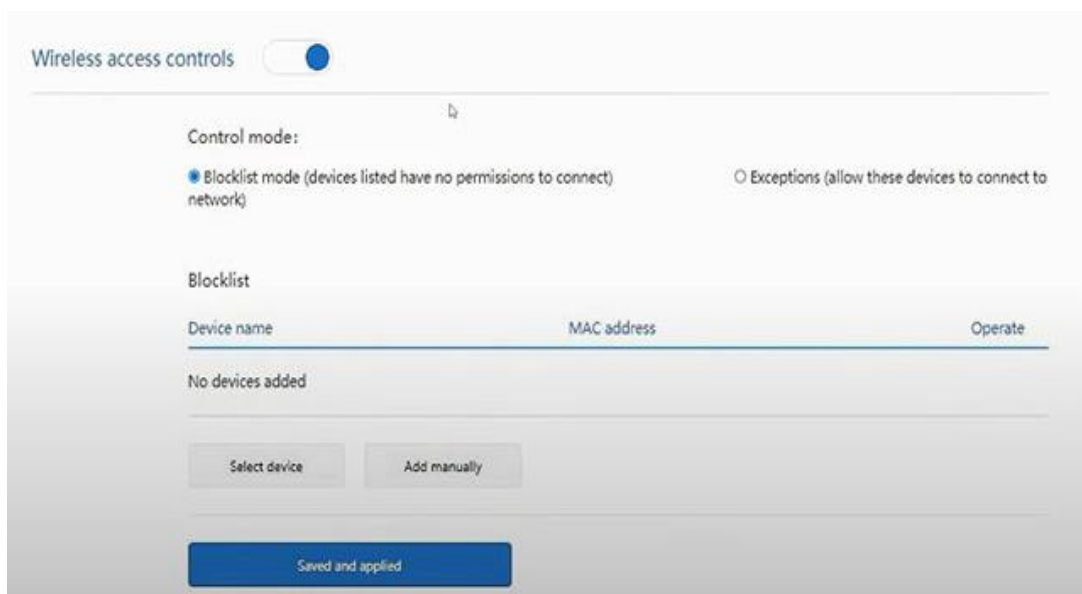 Wireless access controls
Control mode:
Blocklist mode (devices listed have no permissions to connect)
Exceptions (allow these devices to connect to
network)
Blocklist
Device name MAC address Operate
No devices added
Select device Add manually
Saved and applied